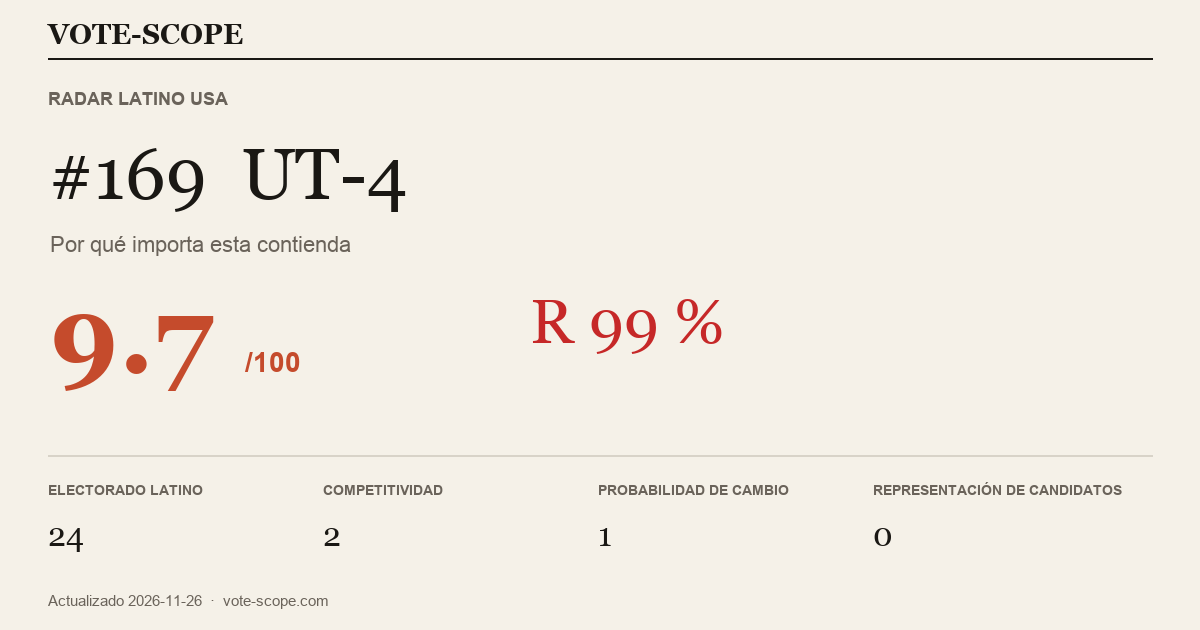 VOTE-SCOPE
RADAR LATINO USA
#169 UT-4
Por qué importa esta contienda
9.7 /100
R 99 %
ELECTORADO LATINO
24
COMPETITIVIDAD
2
PROBABILIDAD DE CAMBIO
1
REPRESENTACIÓN DE CANDIDATOS
0
Actualizado 2026-11-26 · vote-scope.com